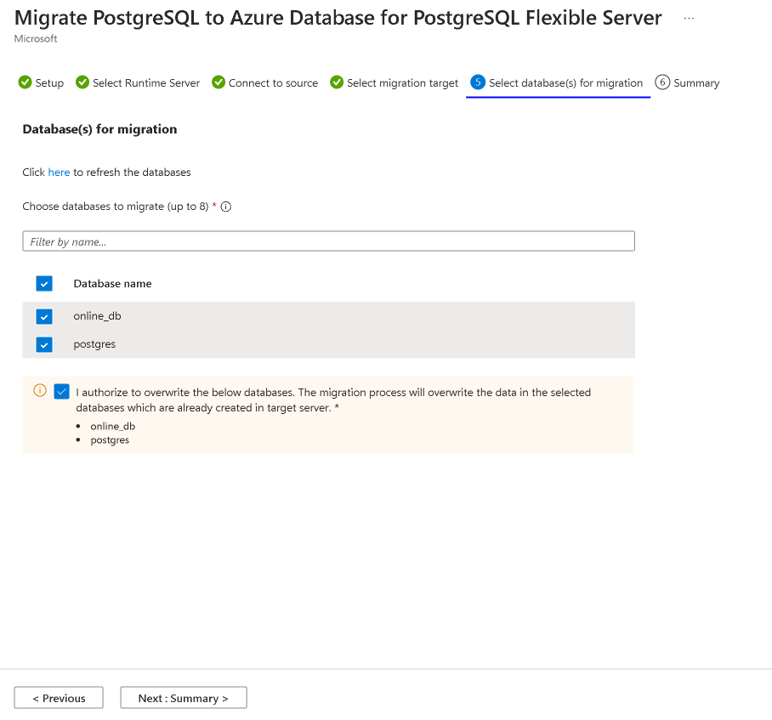 Migrate PostgreSQL to Azure Database for PostgreSQL Flexible Server ...
Microsoft
Setup Select Runtime Server Connect to source Select migration target 5 Select database(s) for migration 6 Summary
Database(s) for migration
Click here to refresh the databases
Choose databases to migrate (up to 8) *
Filter by name...
Database name
online_db
postgres
I authorize to overwrite the below databases. The migration process will overwrite the data in the selected
databases which are already created in target server. *
• online_db
• postgres
< Previous Next : Summary >